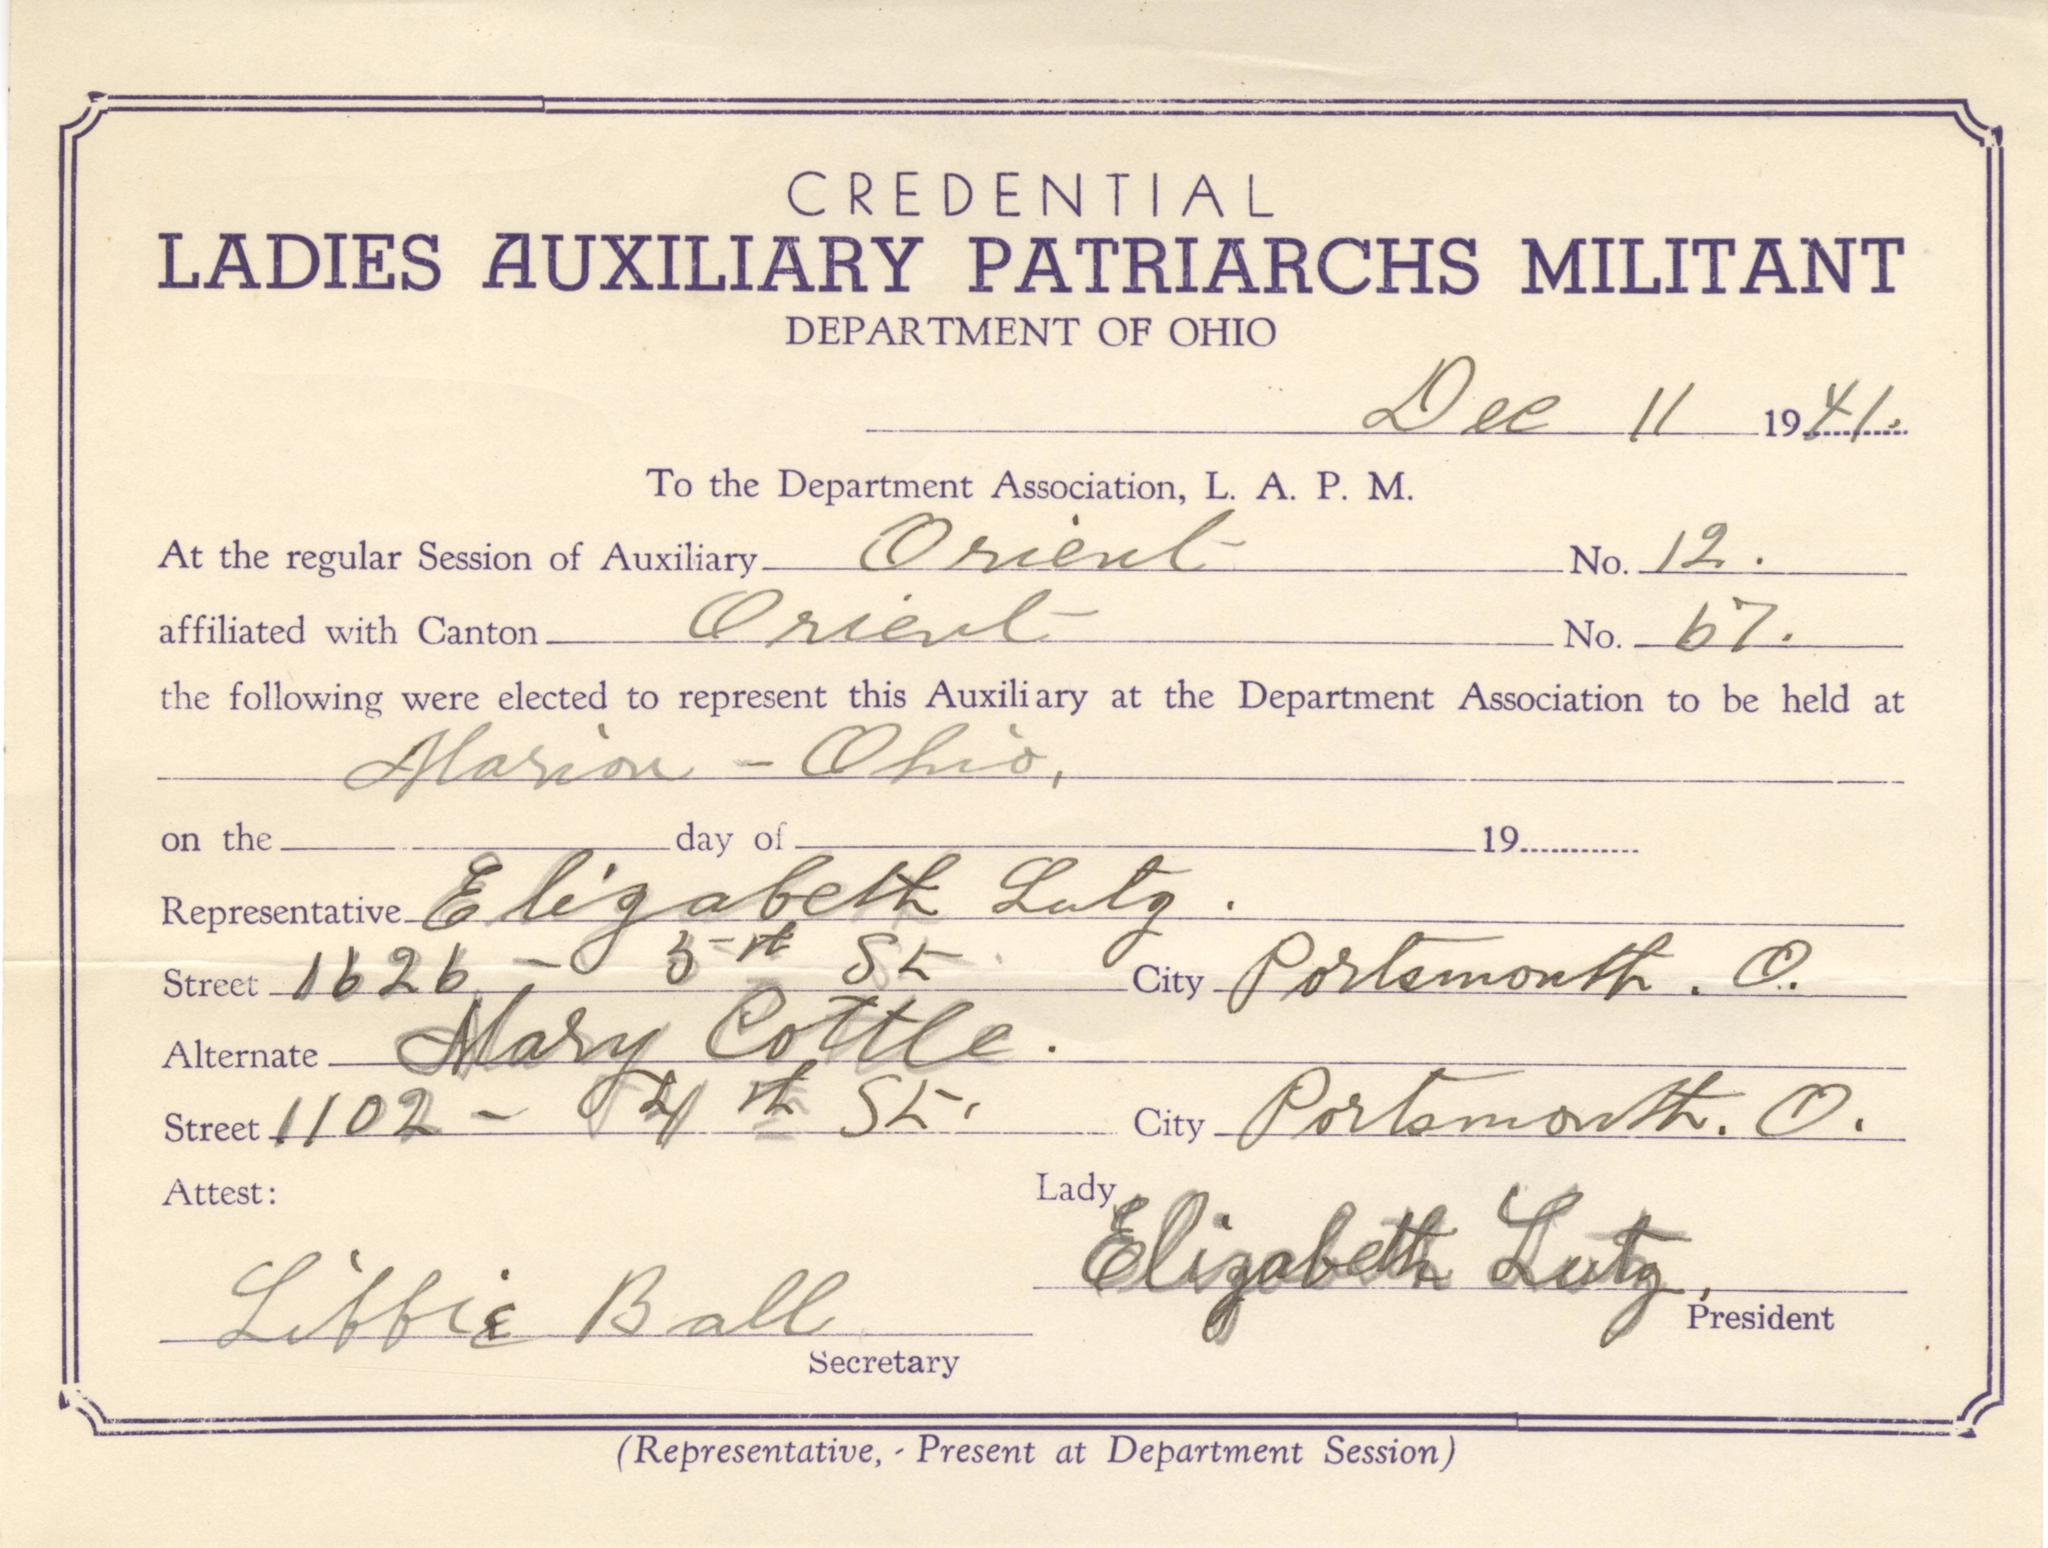 CREDENTIAL
LADIES AUXILIARY PATRIARCHS MILITANT
DEPARTMENT OF OHIO
Dec 11 1941.
To the Department Association, L. A. P. M.
At the regular Session of Auxiliary Orient No. 12.
affiliated with Canton Orient No. 67.
the following were elected to represent this Auxiliary at the Department Association to be held at
Marion - Ohio,
on the day of 19
Representative Elizabeth Lutz.
Street 1626 - 5th St. City Portsmouth. O.
Alternate Mary Cottle.
Street 1102 - 4th St. City Portsmouth. O.
Attest: Lady
Elizabeth Lutz,
President
Libbie Ball
Secretary
(Representative, - Present at Department Session)